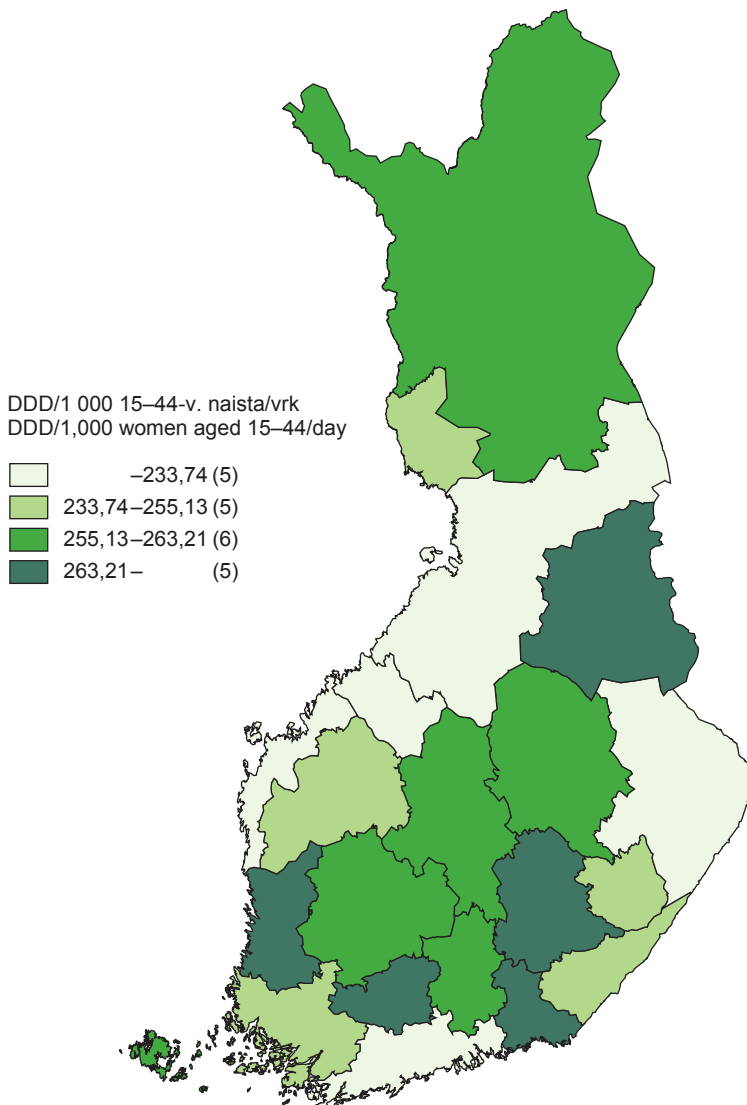 DDD/1 000 15–44-v. naista/vrk
DDD/1,000 women aged 15–44/day
–233,74 (5)
233,74–255,13 (5)
255,13–263,21 (6)
263,21– (5)